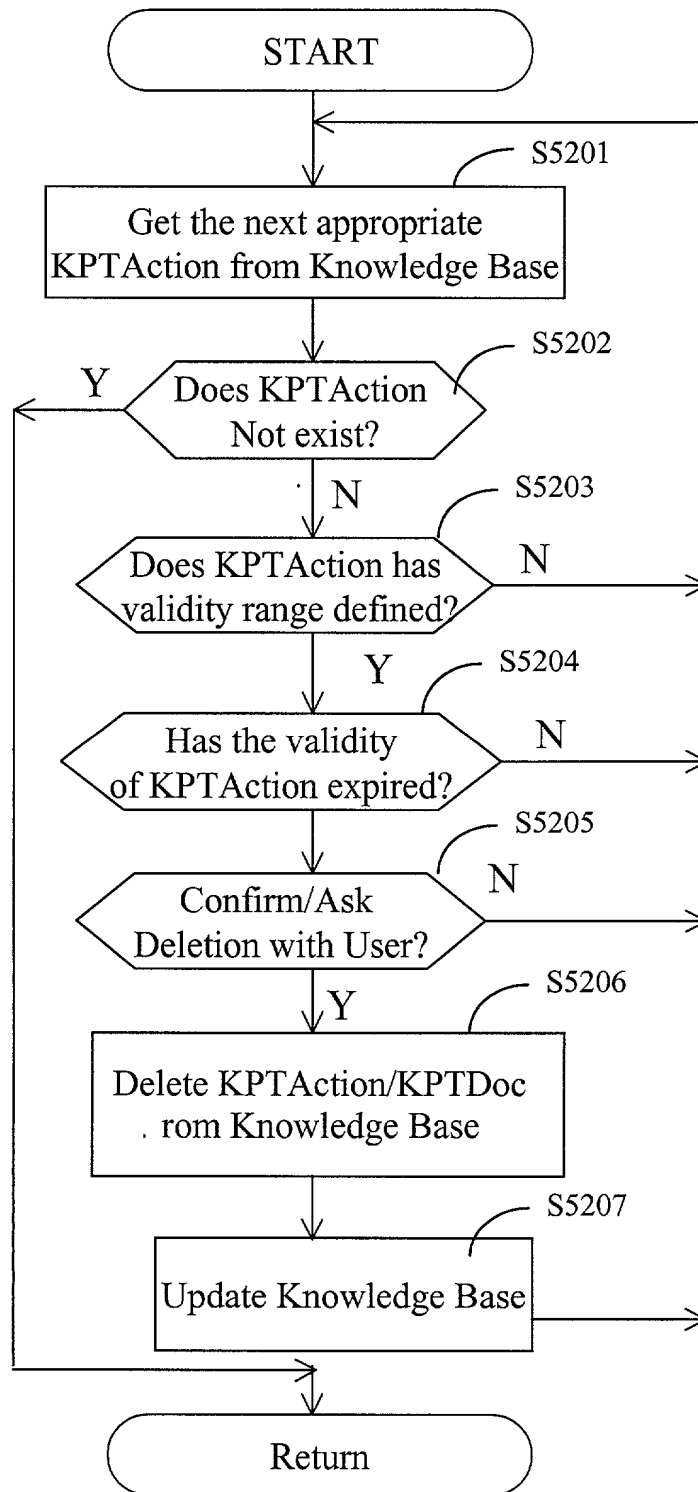 START
S5201
Get the next appropriate
KPTAction from Knowledge Base
S5202
Y
Does KPTAction
Not exist?
N
S5203
Does KPTAction has
validity range defined?
N
Y
S5204
Has the validity
of KPTAction expired?
N
S5205
Confirm/Ask
Deletion with User?
N
Y
S5206
Delete KPTAction/KPTDoc
rom Knowledge Base
S5207
Update Knowledge Base
Return